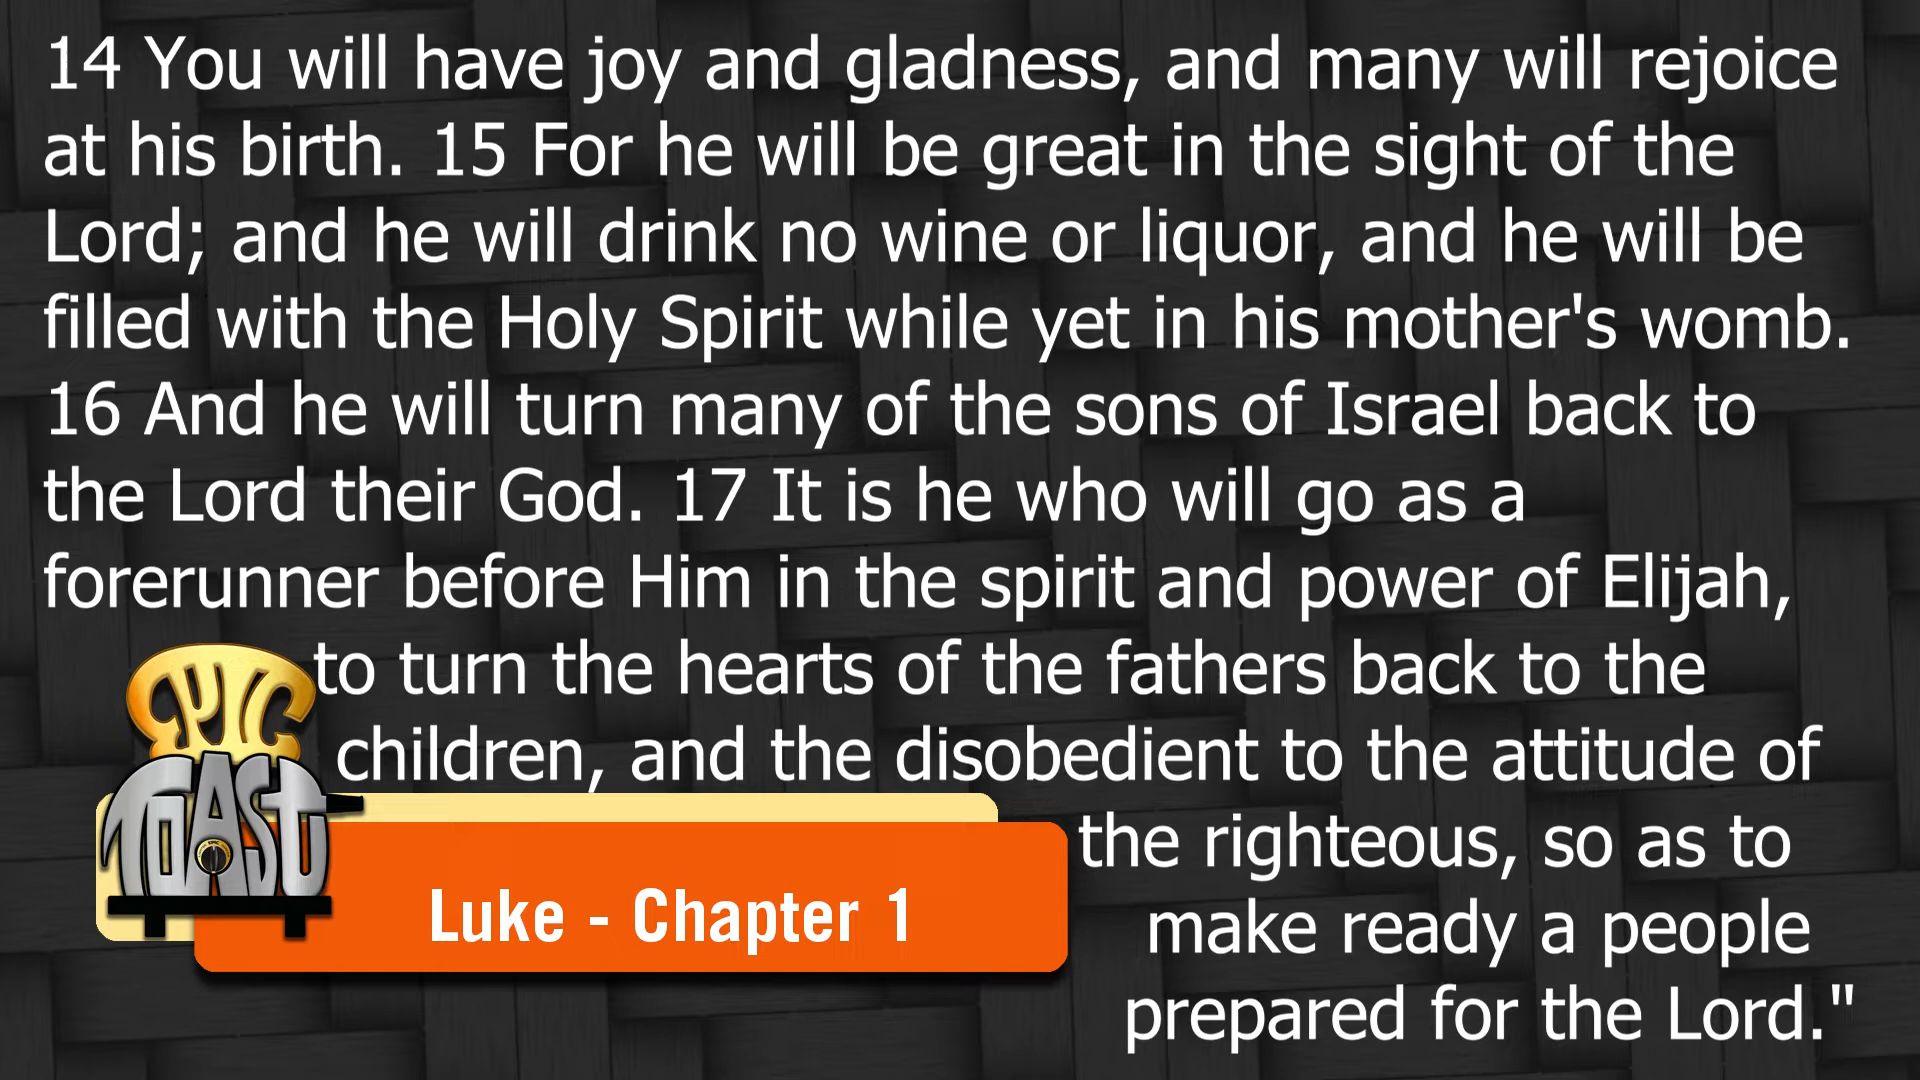 14 You will have joy and gladness, and many will rejoice
at his birth. 15 For he will be great in the sight of the
Lord; and he will drink no wine or liquor, and he will be
filled with the Holy Spirit while yet in his mother's womb.
16 And he will turn many of the sons of Israel back to
the Lord their God. 17 It is he who will go as a
forerunner before Him in the spirit and power of Elijah,
to turn the hearts of the fathers back to the
children, and the disobedient to the attitude of
the righteous, so as to
make ready a people
prepared for the Lord."
EPIC
TOAST
Luke - Chapter 1